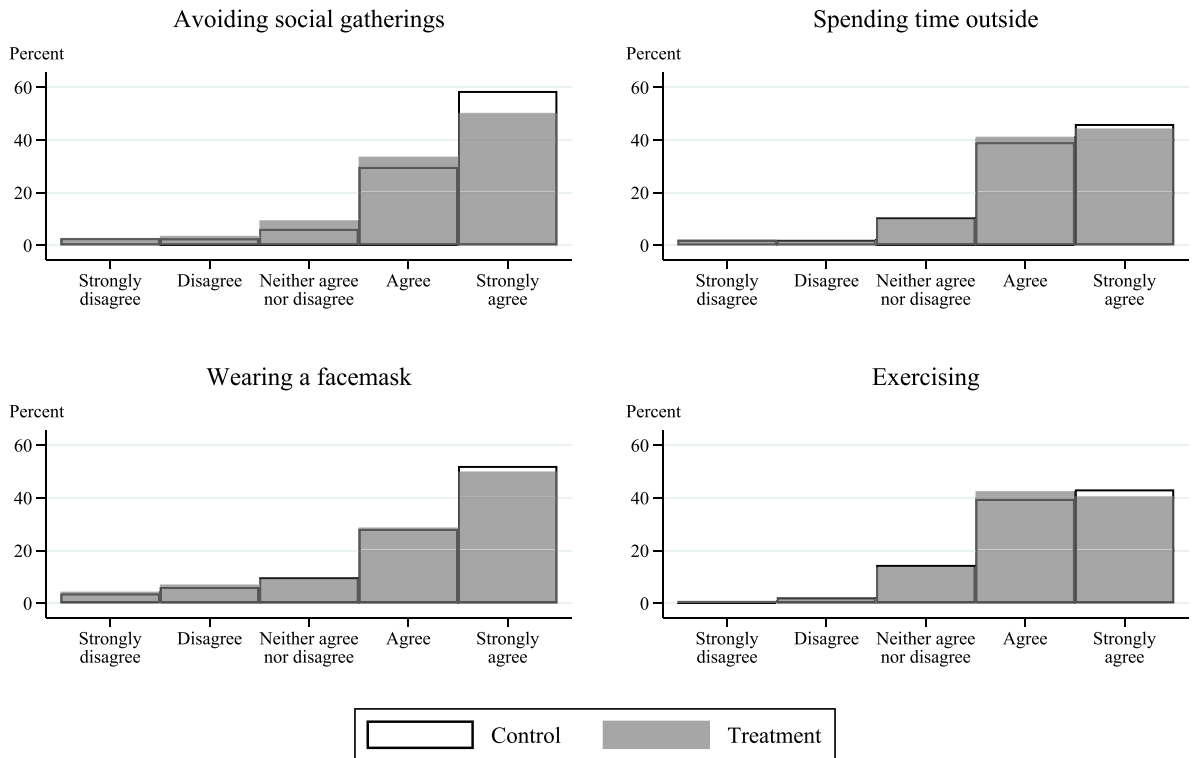 Avoiding social gatherings
Percent
60
40
20
0
Strongly disagree
Disagree
Neither agree nor disagree
Agree
Strongly agree
Spending time outside
Percent
60
40
20
0
Strongly disagree
Disagree
Neither agree nor disagree
Agree
Strongly agree
Wearing a facemask
Percent
60
40
20
0
Strongly disagree
Disagree
Neither agree nor disagree
Agree
Strongly agree
Exercising
Percent
60
40
20
0
Strongly disagree
Disagree
Neither agree nor disagree
Agree
Strongly agree
Control
Treatment